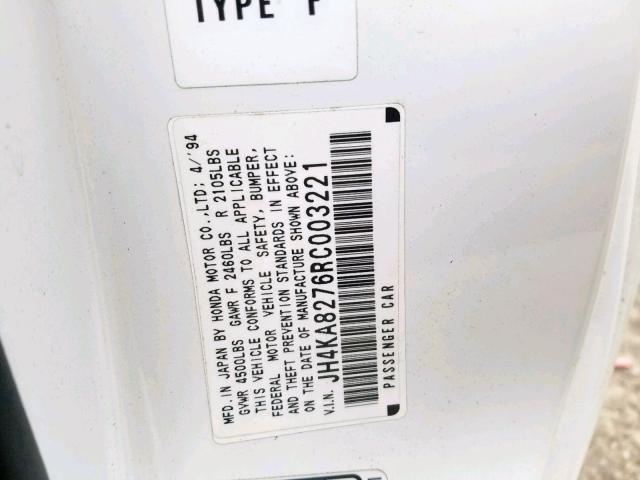 TYPE F
MFD. IN JAPAN BY HONDA MOTOR CO.,LTD; 4/'94
GVWR 4500LBS GAWR F 2460LBS R 2105LBS
THIS VEHICLE CONFORMS TO ALL APPLICABLE
FEDERAL MOTOR VEHICLE SAFETY, BUMPER,
AND THEFT PREVENTION STANDARDS IN EFFECT
ON THE DATE OF MANUFACTURE SHOWN ABOVE:
V.I.N. JH4KA8276RC003221
PASSENGER CAR